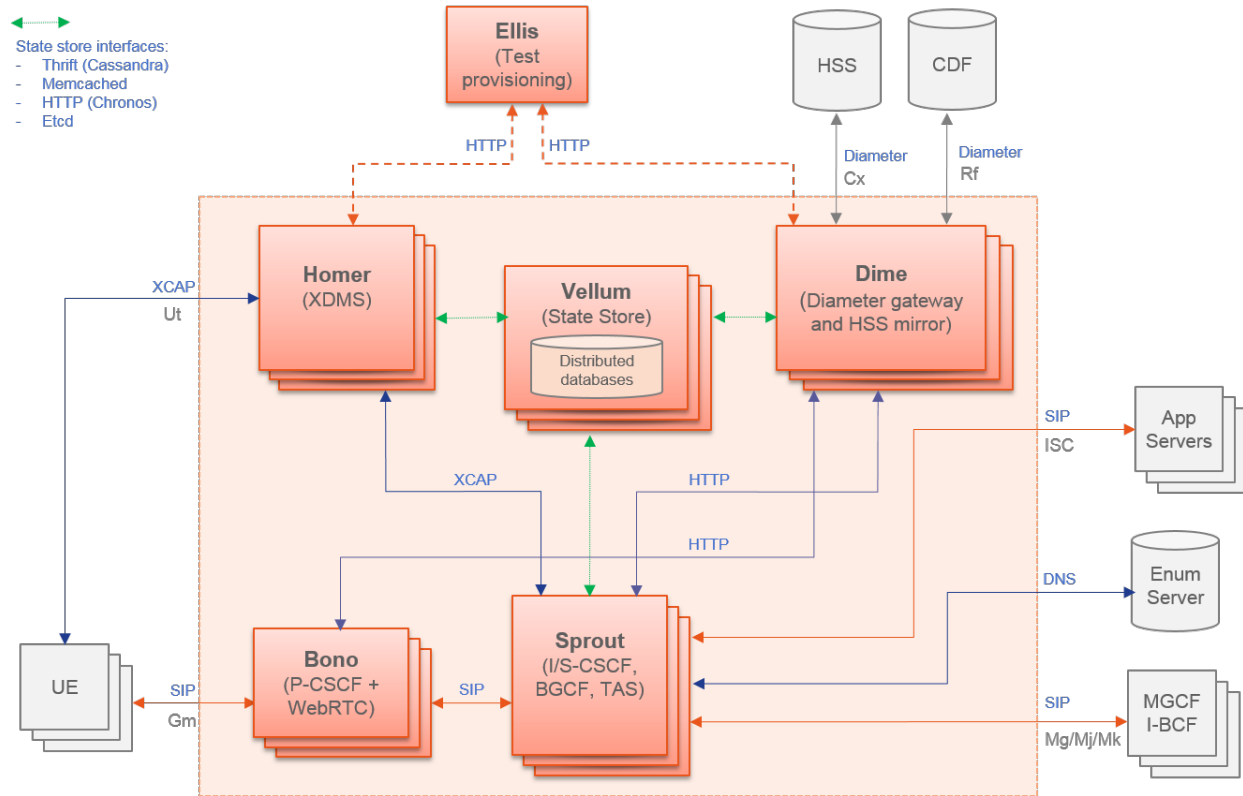 State store interfaces:
- Thrift (Cassandra)
- Memcached
- HTTP (Chronos)
- Etcd
Ellis
(Test
provisioning)
HSS
CDF
HTTP
HTTP
Diameter
Cx
Diameter
Rf
Homer
(XDMS)
Vellum
(State Store)
Distributed
databases
Dime
(Diameter gateway
and HSS mirror)
XCAP
Ut
SIP
ISC
App
Servers
XCAP
HTTP
HTTP
DNS
Enum
Server
UE
SIP
Gm
Bono
(P-CSCF +
WebRTC)
SIP
Sprout
(I/S-CSCF,
BGCF, TAS)
SIP
Mg/Mj/Mk
MGCF
I-BCF